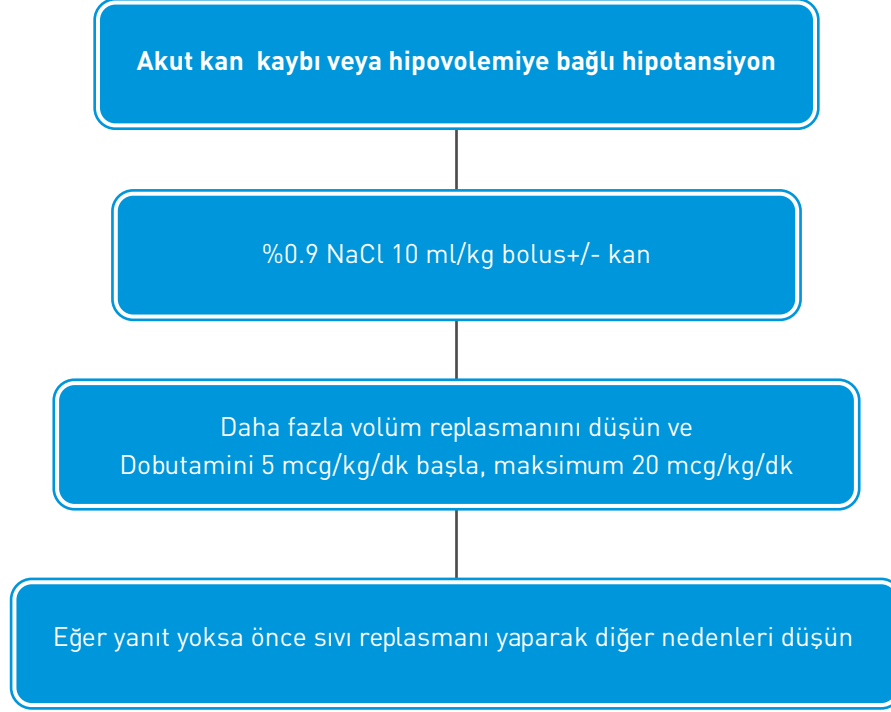 Akut kan kaybı veya hipovolemiye bağlı hipotansiyon
%0.9 NaCl 10 ml/kg bolus+/- kan
Daha fazla volüm replasmanını düşün ve
Dobutamini 5 mcg/kg/dk başla, maksimum 20 mcg/kg/dk
Eğer yanıt yoksa önce sıvı replasmanı yaparak diğer nedenleri düşün